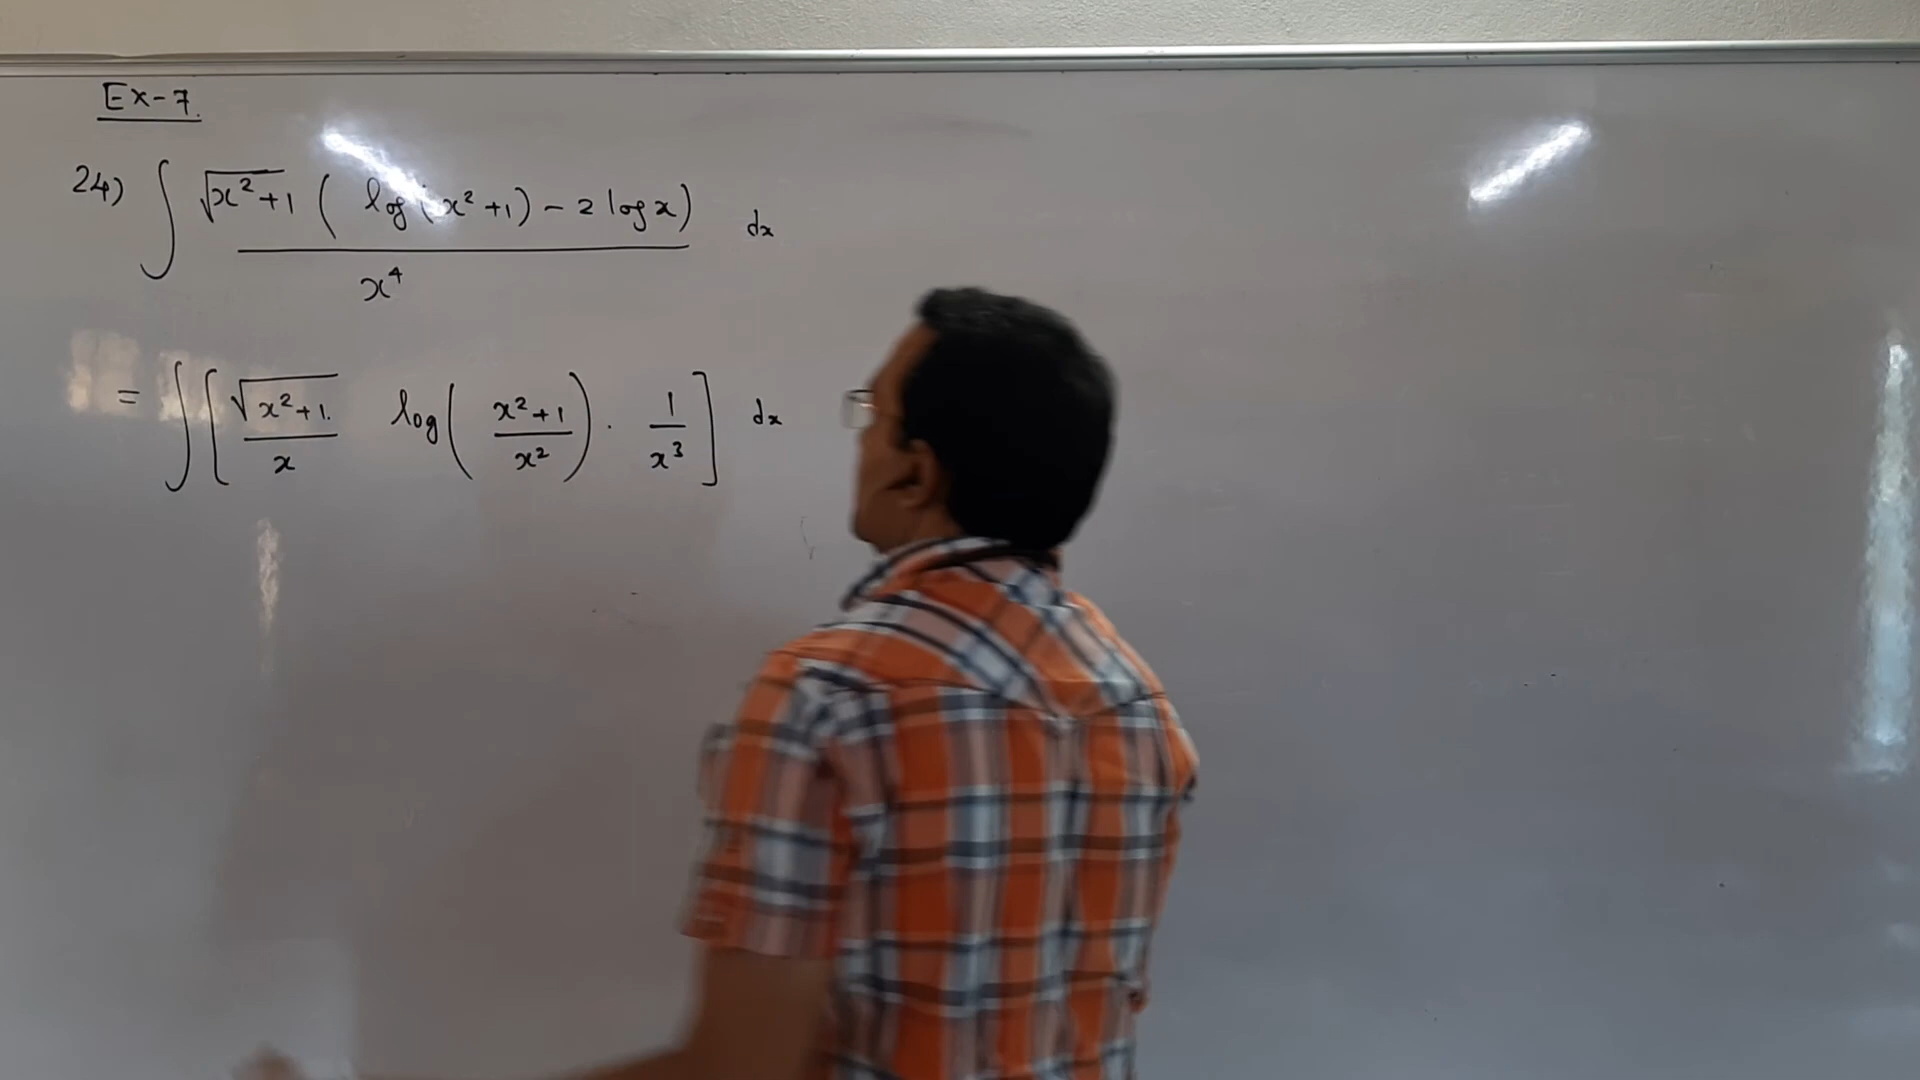 Ex-7.
24) ∫ √x²+1 ( log(x²+1) - 2 log x) / x⁴ dx
= ∫ [ √x²+1. / x log( x²+1 / x² ) . 1 / x³ ] dx